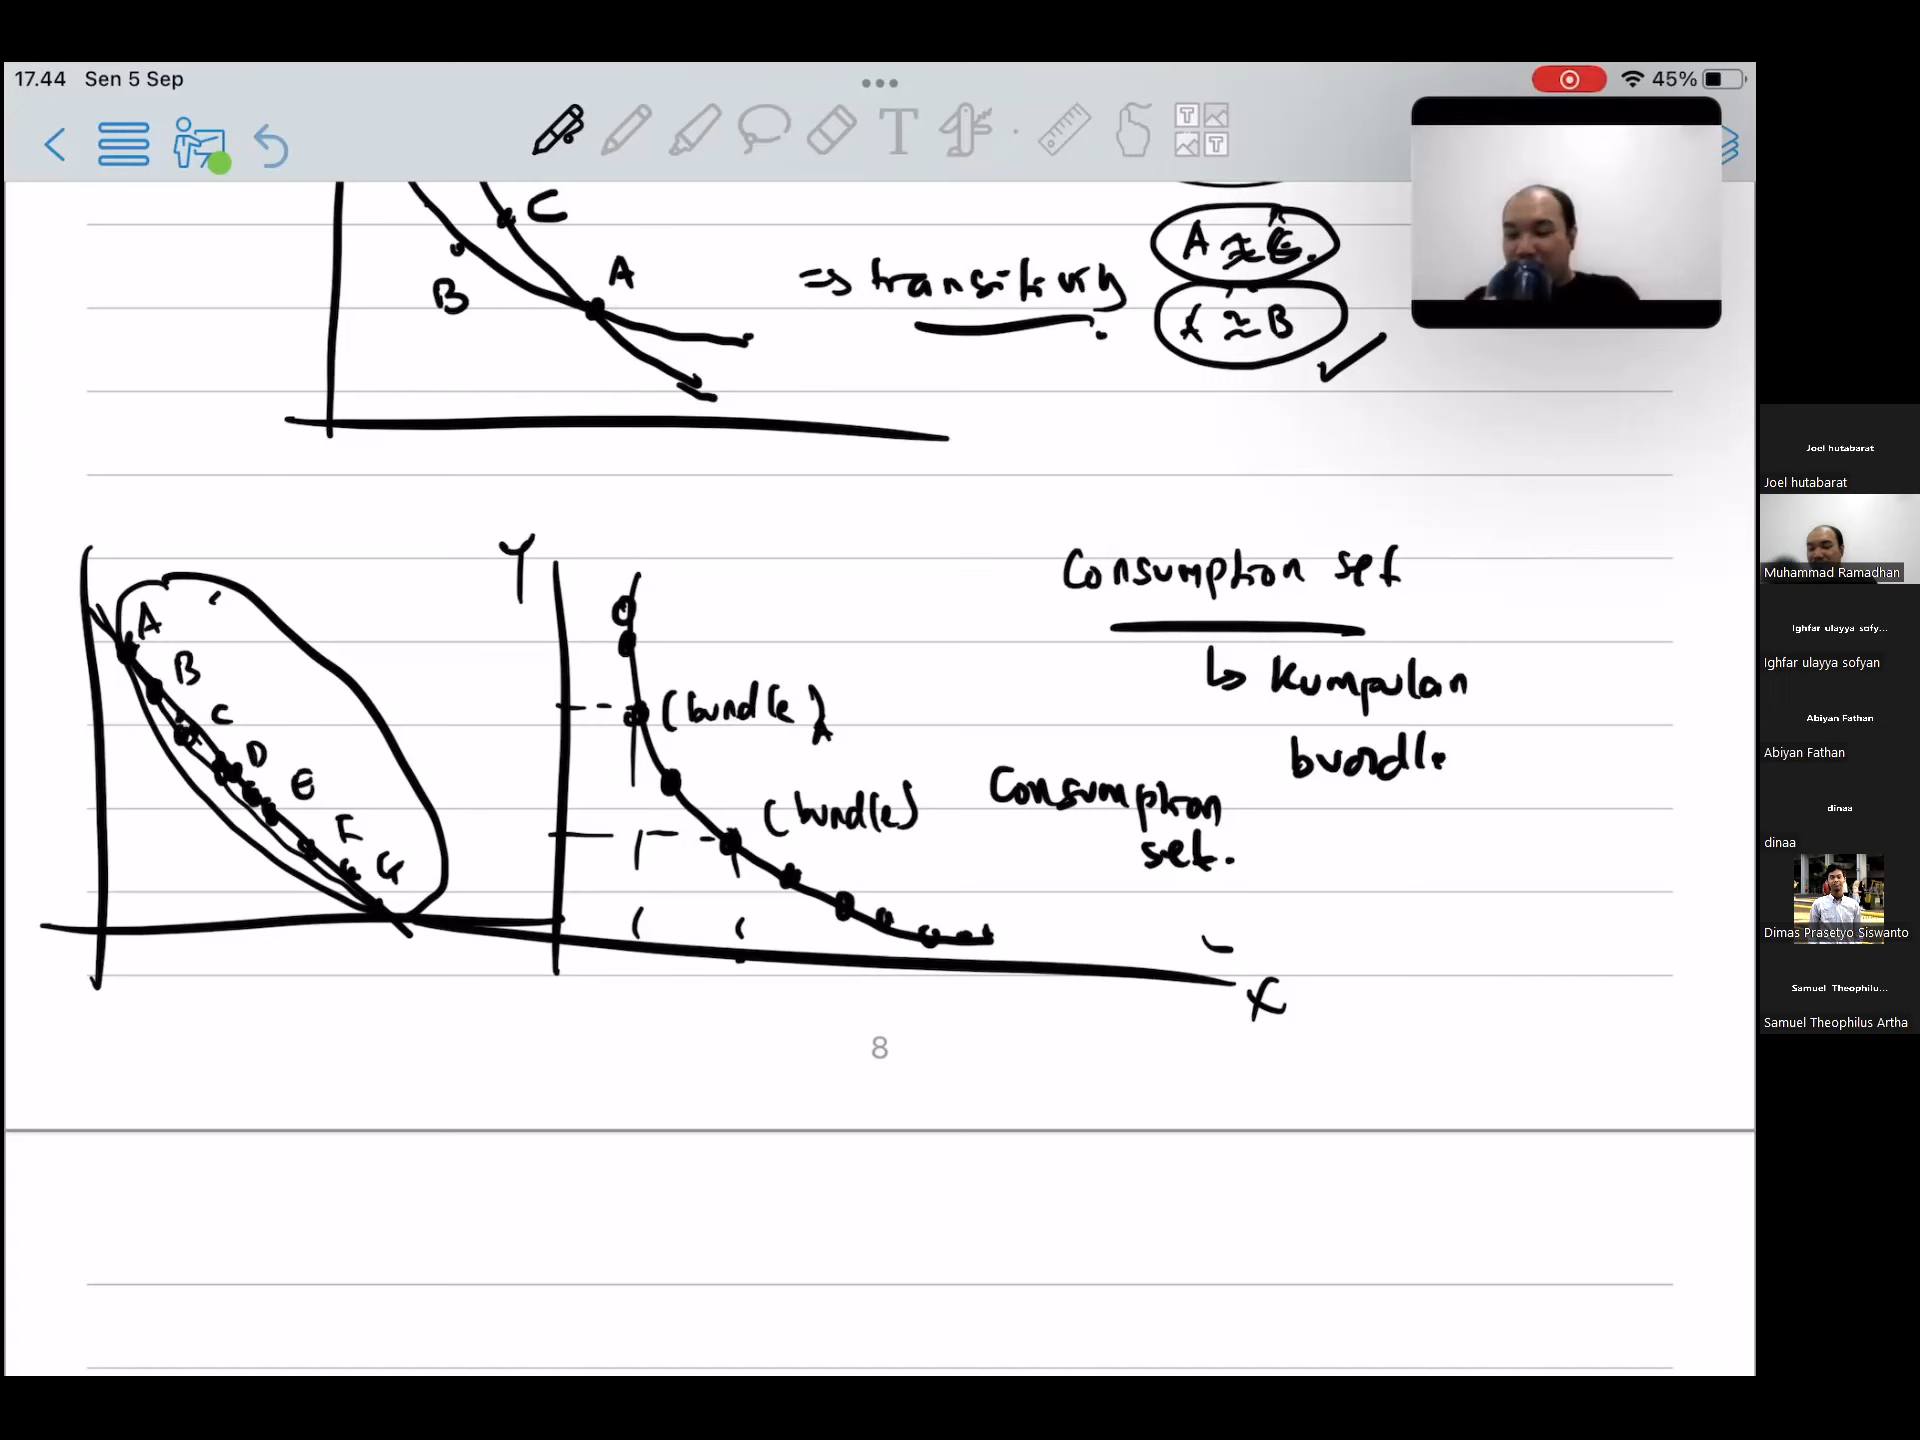 17.44 Sen 5 Sep
45%
T
C
A
B
=> transitivity
A ≈ B
Y
Consumption set
↳ Kumpulan
bundle
A
B
C
D
E
F
G
(bundle)
A
(bundle)
Consumption
set.
X
8
Joel hutabarat
Joel hutabarat
Muhammad Ramadhan
Ighfar ulayya sofy...
Ighfar ulayya sofyan
Abiyan Fathan
Abiyan Fathan
dinaa
dinaa
Dimas Prasetyo Siswanto
Samuel Theophilu...
Samuel Theophilus Artha